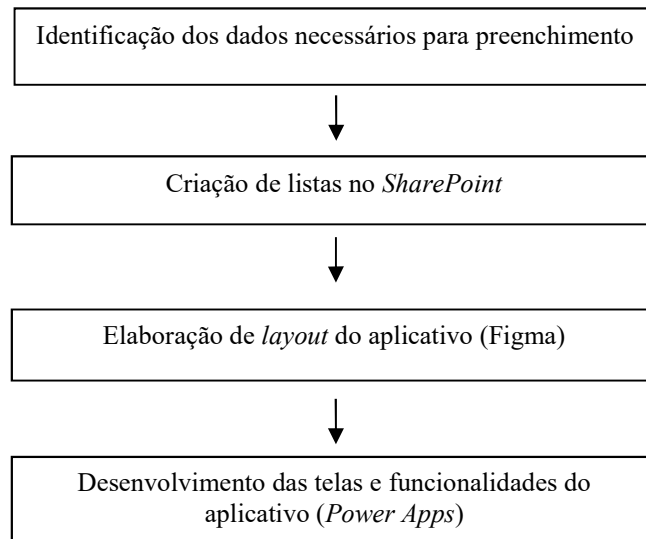 Identificação dos dados necessários para preenchimento
Criação de listas no SharePoint
Elaboração de layout do aplicativo (Figma)
Desenvolvimento das telas e funcionalidades do
aplicativo (Power Apps)